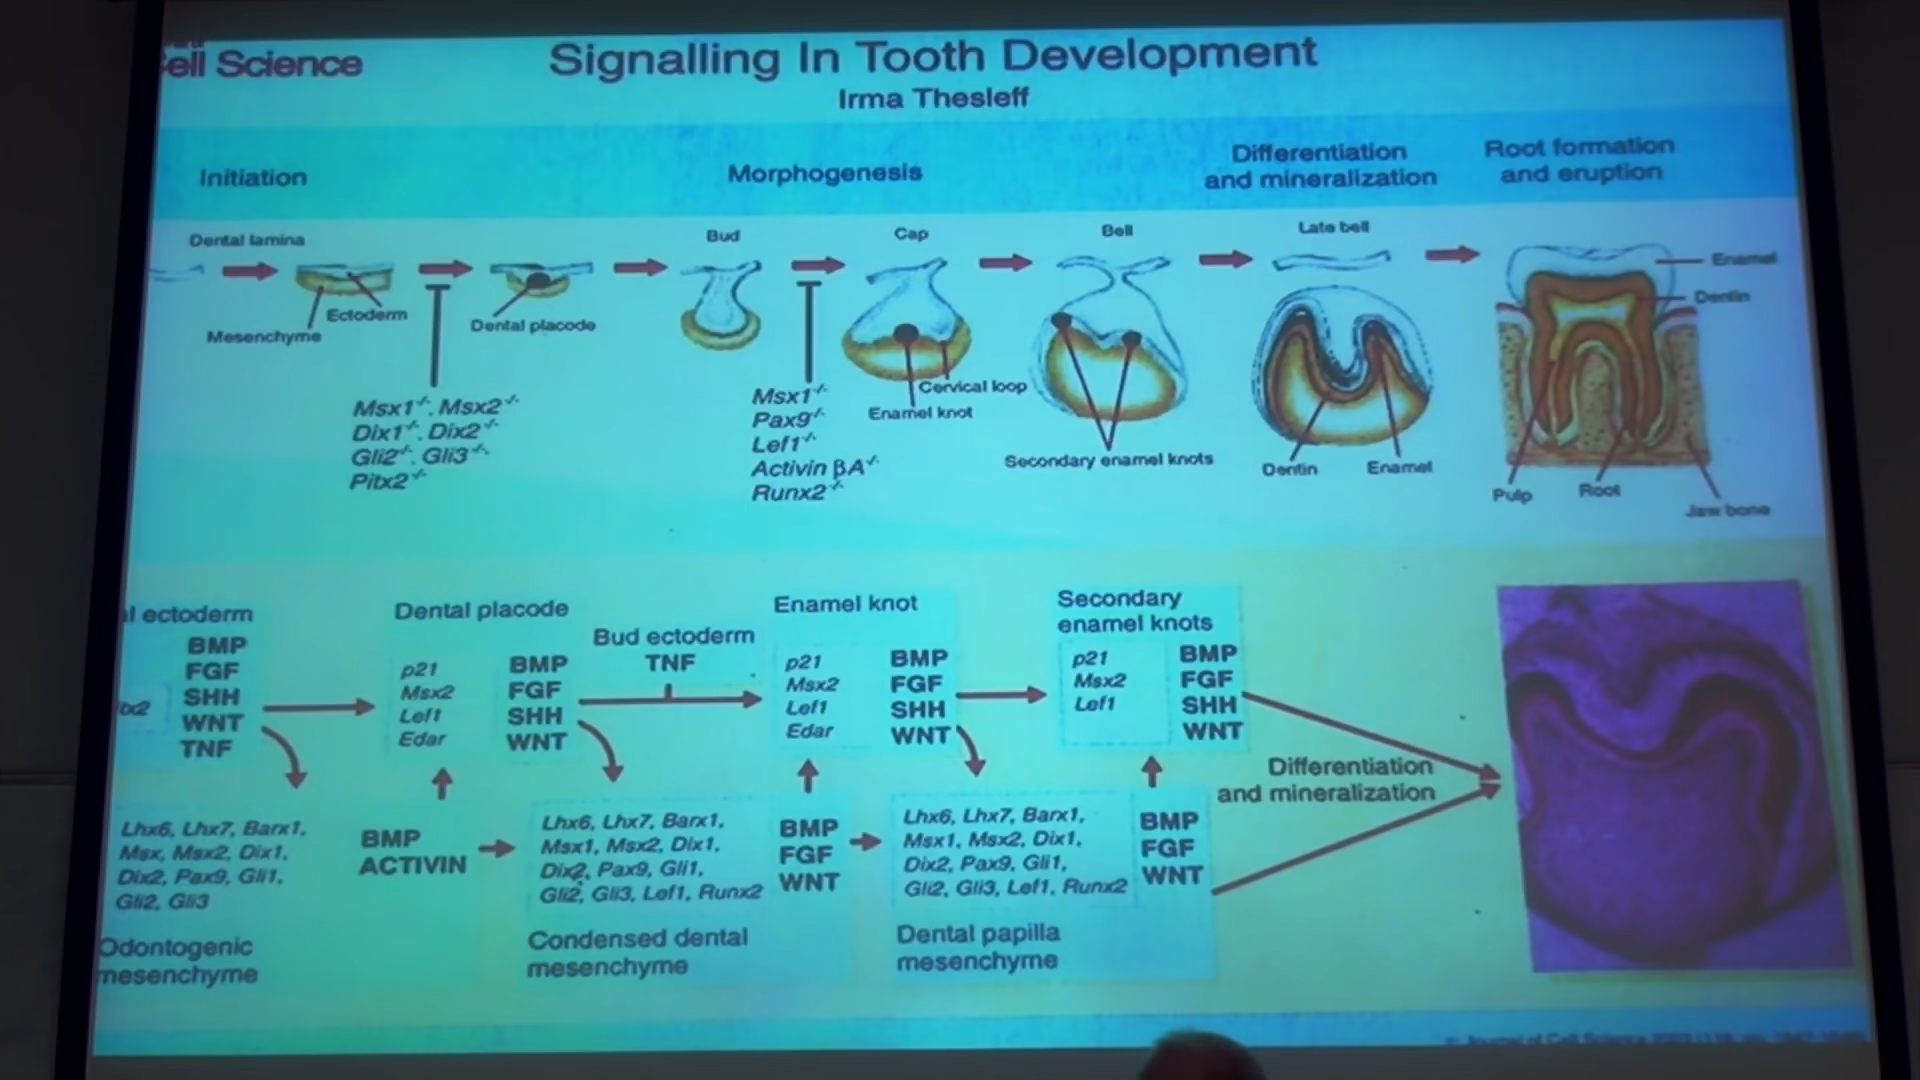 ell Science
Signalling In Tooth Development
Irma Thesleff
Initiation
Morphogenesis
Differentiation
and mineralization
Root formation
and eruption
Dental lamina
Bud
Cap
Bell
Late bell
Mesenchyme
Ectoderm
Dental placode
Cervical loop
Enamel knot
Secondary enamel knots
Dentin
Enamel
Enamel
Dentin
Pulp
Root
Jaw bone
Msx1-/-. Msx2-/-
Dlx1-/-. Dlx2-/-
Gli2-/-. Gli3-/-
Pitx2-/-
Msx1-/-
Pax9-/-
Lef1-/-
Activin βA-/-
Runx2-/-
l ectoderm
BMP
FGF
SHH
WNT
TNF
itx2
Dental placode
p21
Msx2
Lef1
Edar
BMP
FGF
SHH
WNT
Bud ectoderm
TNF
Enamel knot
p21
Msx2
Lef1
Edar
BMP
FGF
SHH
WNT
Secondary
enamel knots
p21
Msx2
Lef1
BMP
FGF
SHH
WNT
Differentiation
and mineralization
Lhx6, Lhx7, Barx1,
Msx, Msx2, Dlx1,
Dlx2, Pax9, Gli1,
Gli2, Gli3
Odontogenic
mesenchyme
BMP
ACTIVIN
Lhx6, Lhx7, Barx1,
Msx1, Msx2, Dlx1,
Dlx2, Pax9, Gli1,
Gli2, Gli3, Lef1, Runx2
Condensed dental
mesenchyme
BMP
FGF
WNT
Lhx6, Lhx7, Barx1,
Msx1, Msx2, Dlx1,
Dlx2, Pax9, Gli1,
Gli2, Gli3, Lef1, Runx2
Dental papilla
mesenchyme
BMP
FGF
WNT
Journal of Cell Science